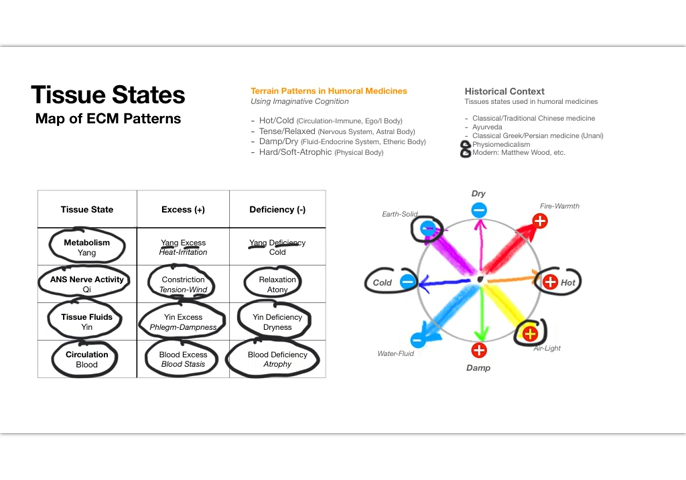 Tissue States
Map of ECM Patterns
Terrain Patterns in Humoral Medicines
Using Imaginative Cognition
- Hot/Cold (Circulation-Immune, Ego/I Body)
- Tense/Relaxed (Nervous System, Astral Body)
- Damp/Dry (Fluid-Endocrine System, Etheric Body)
- Hard/Soft-Atrophic (Physical Body)
Historical Context
Tissues states used in humoral medicines
- Classical/Traditional Chinese medicine
- Ayurveda
- Classical Greek/Persian medicine (Unani)
Physiomedicalism
Modern: Matthew Wood, etc.
Tissue State
Excess (+)
Deficiency (-)
Metabolism
Yang
Yang Excess
Heat-Irritation
Yang Deficiency
Cold
ANS Nerve Activity
Qi
Constriction
Tension-Wind
Relaxation
Atony
Tissue Fluids
Yin
Yin Excess
Phlegm-Dampness
Yin Deficiency
Dryness
Circulation
Blood
Blood Excess
Blood Stasis
Blood Deficiency
Atrophy
Dry
Earth-Solid
Fire-Warmth
Cold
Hot
Water-Fluid
Air-Light
Damp